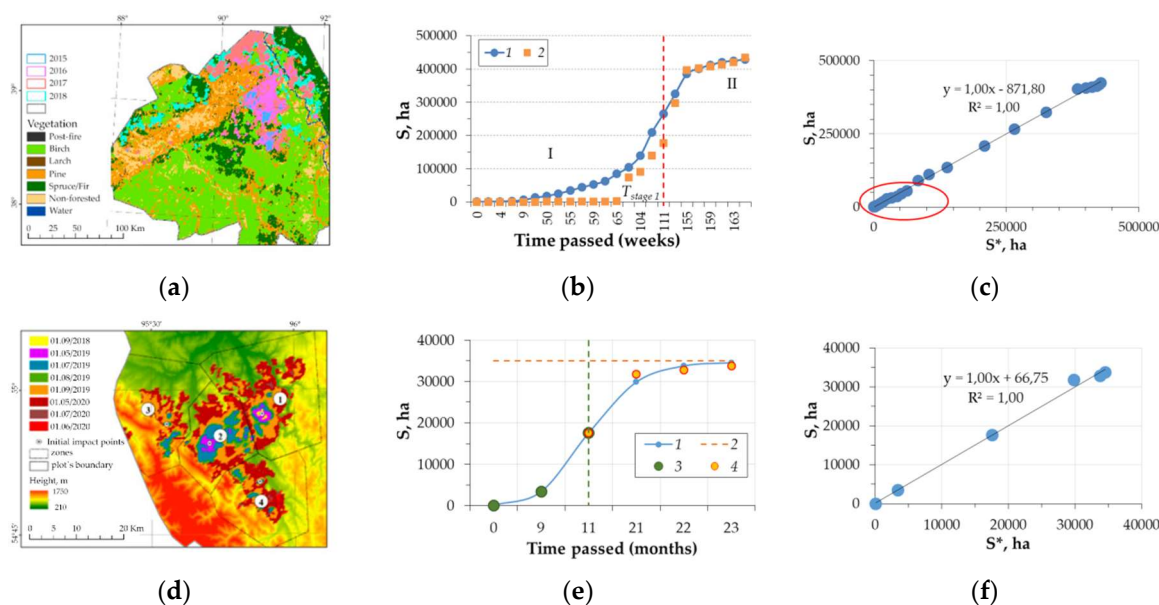 88° 90 91 92
2015
2016
2017
2018
Vegetation
Post-fire
Birch
Larch
Pine
Spruce/Fir
Non-forested
Water
0 25 50 100 Km
(a)
500000
400000
300000
200000
100000
0
S, ha
1 2
I
II
T stage 1
0 4 9 50 55 59 65 104 111 155 159 163
Time passed (weeks)
(b)
500000
250000
0
S, ha
y = 1,00x - 871,80
R² = 1,00
0 250000 500000
S*, ha
(c)
95°30' 96°
01.09/2018
01.05/2019
01.07/2019
01.08/2019
01.09/2019
01.05/2020
01.07/2020
01.06/2020
Initial impact points
zones
plot's boundary
Height, m
1750
210
0 5 10 20 Km
1
2
3
4
54°45'
(d)
40000
30000
20000
10000
0
S, ha
1 2
3 4
0 9 11 21 22 23
Time passed (months)
(e)
40000
30000
20000
10000
0
S, ha
y = 1,00x + 66,75
R² = 1,00
0 10000 20000 30000 40000
S*, ha
(f)